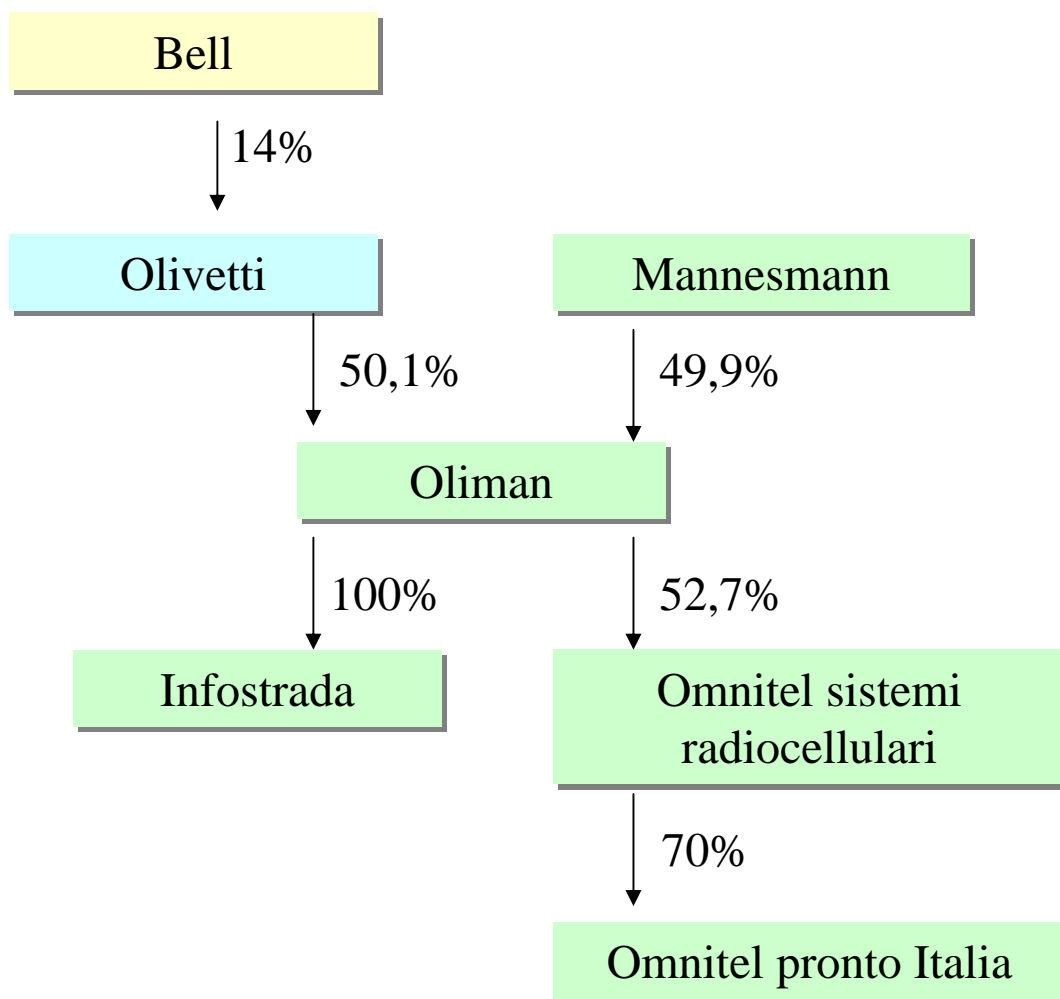 Bell
14%
Olivetti
Mannesmann
50,1%
49,9%
Oliman
100%
52,7%
Infostrada
Omnitel sistemi
radiocellulari
70%
Omnitel pronto Italia